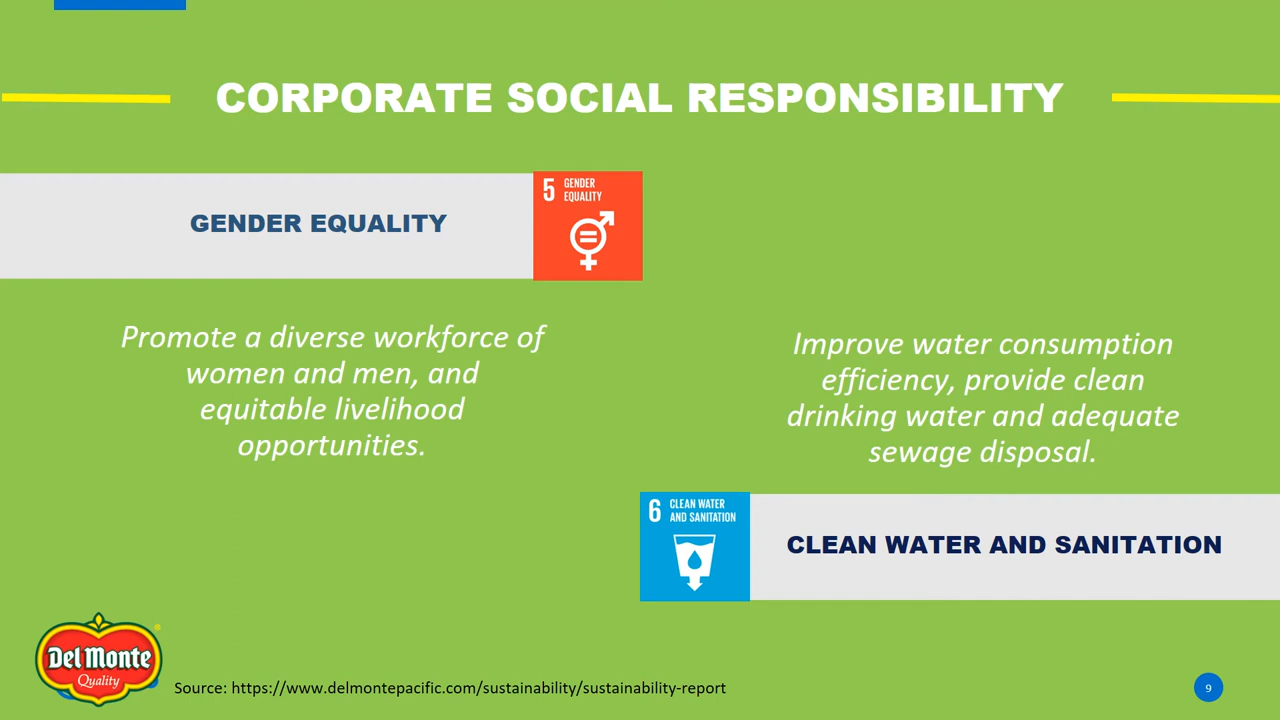 CORPORATE SOCIAL RESPONSIBILITY
GENDER EQUALITY
5 GENDER
EQUALITY
Promote a diverse workforce of
women and men, and
equitable livelihood
opportunities.
Improve water consumption
efficiency, provide clean
drinking water and adequate
sewage disposal.
6 CLEAN WATER
AND SANITATION
CLEAN WATER AND SANITATION
Del Monte
Quality
Source: https://www.delmontepacific.com/sustainability/sustainability-report
9